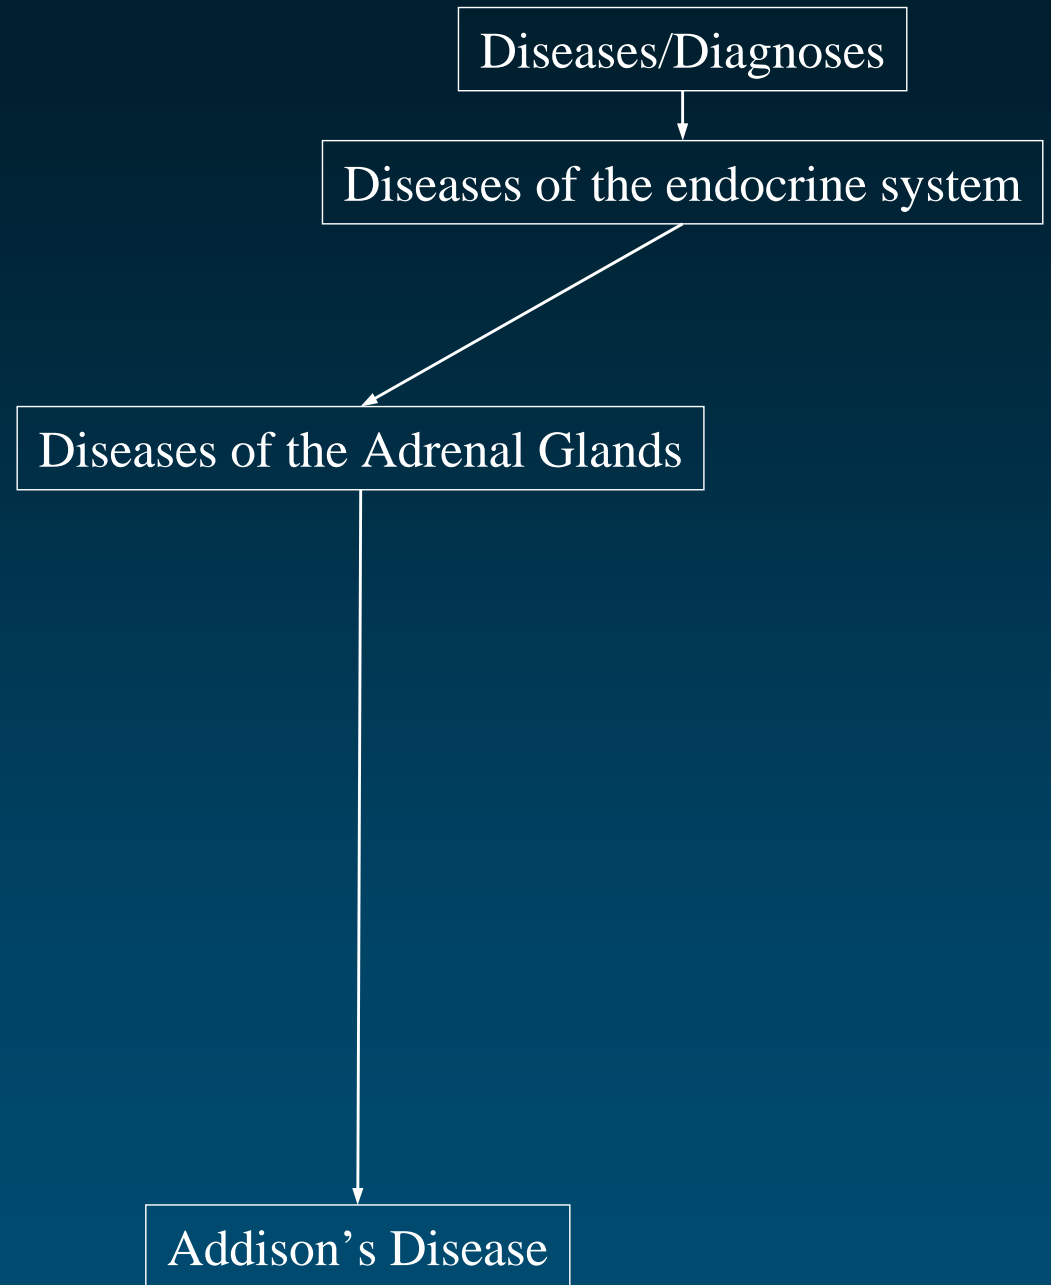 Diseases/Diagnoses
Diseases of the endocrine system
Diseases of the Adrenal Glands
Addison’s Disease